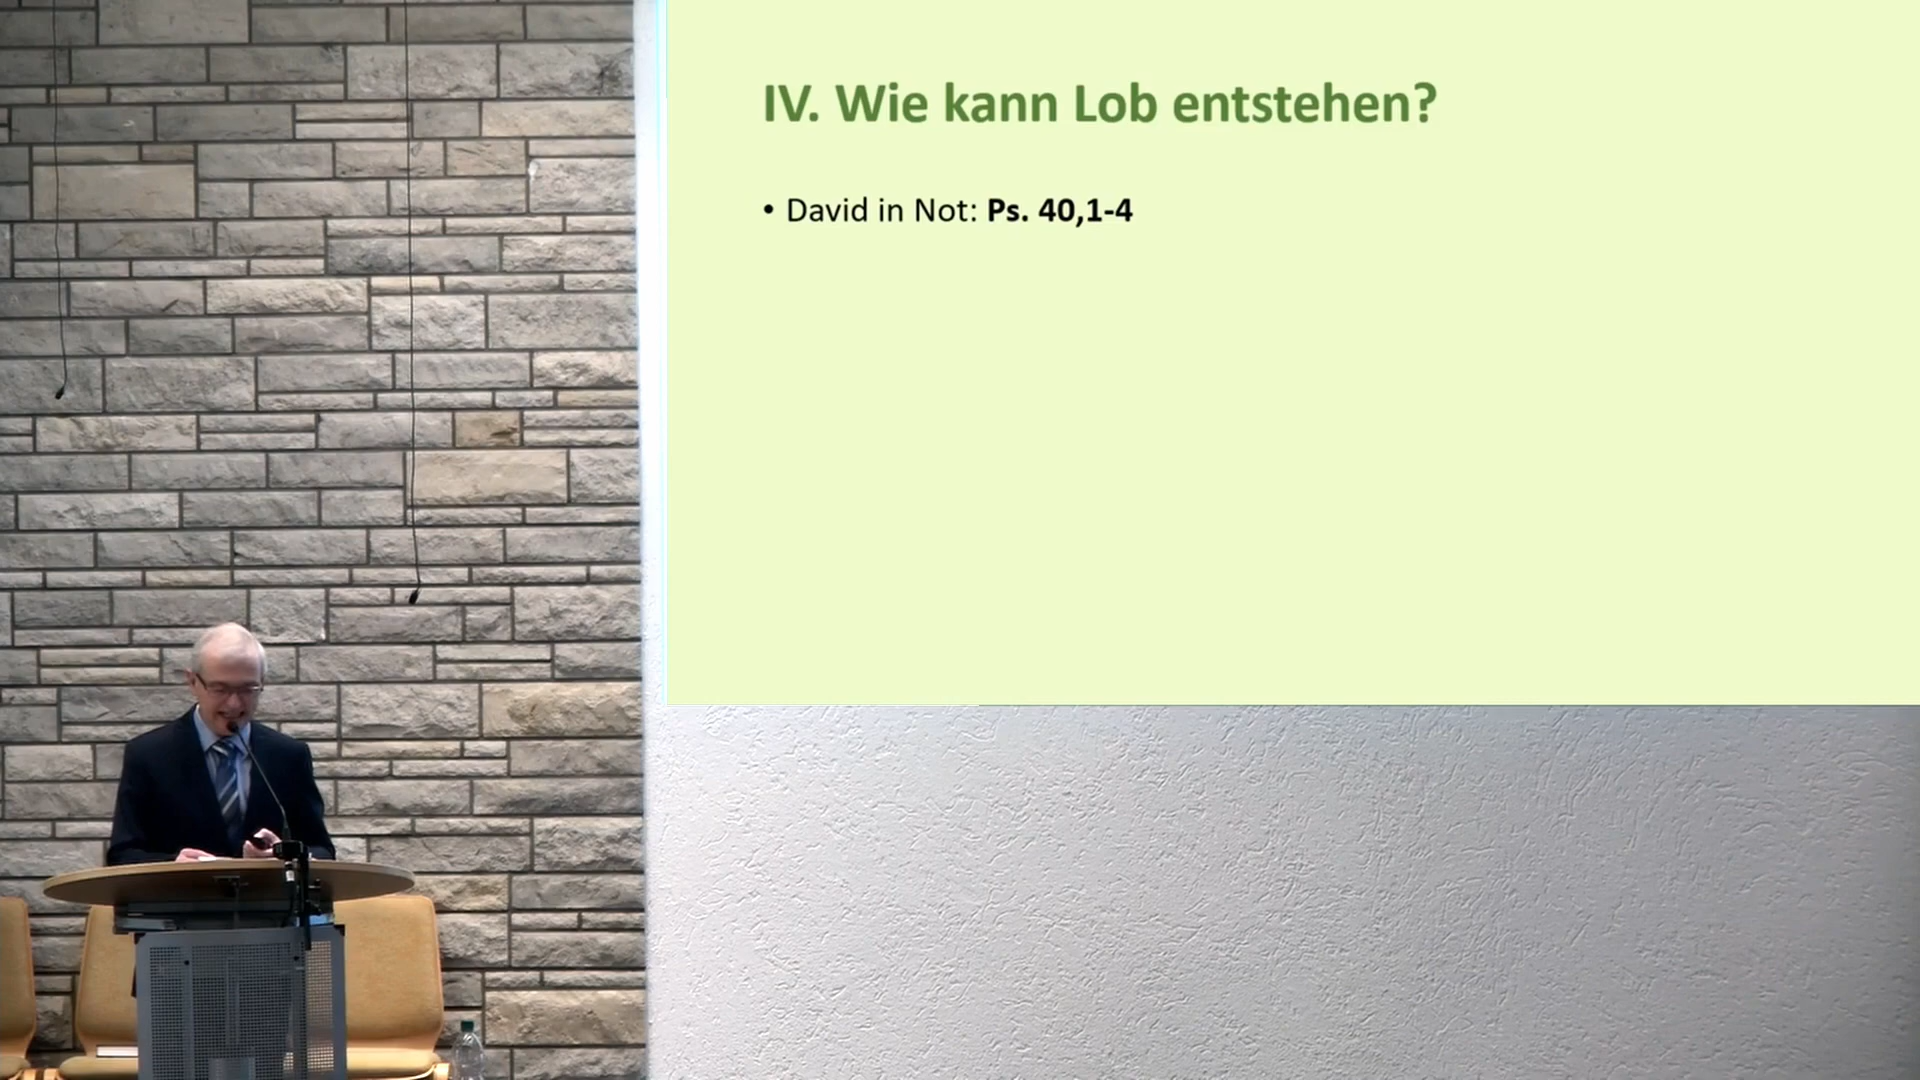 IV. Wie kann Lob entstehen?
• David in Not: Ps. 40,1-4